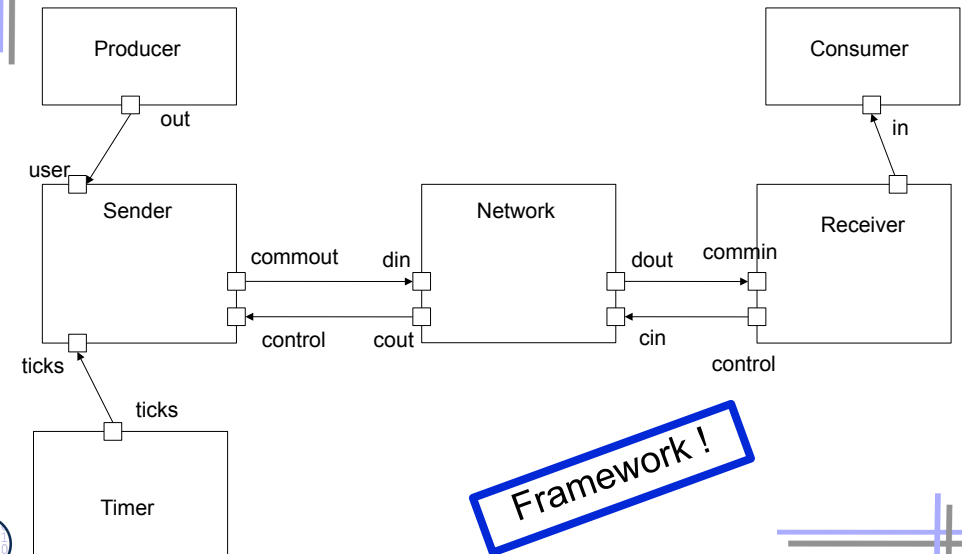 Producer
Consumer
out
in
user
Sender
Network
Receiver
commout
din
dout
commin
control
cout
cin
control
ticks
ticks
Framework !
Timer